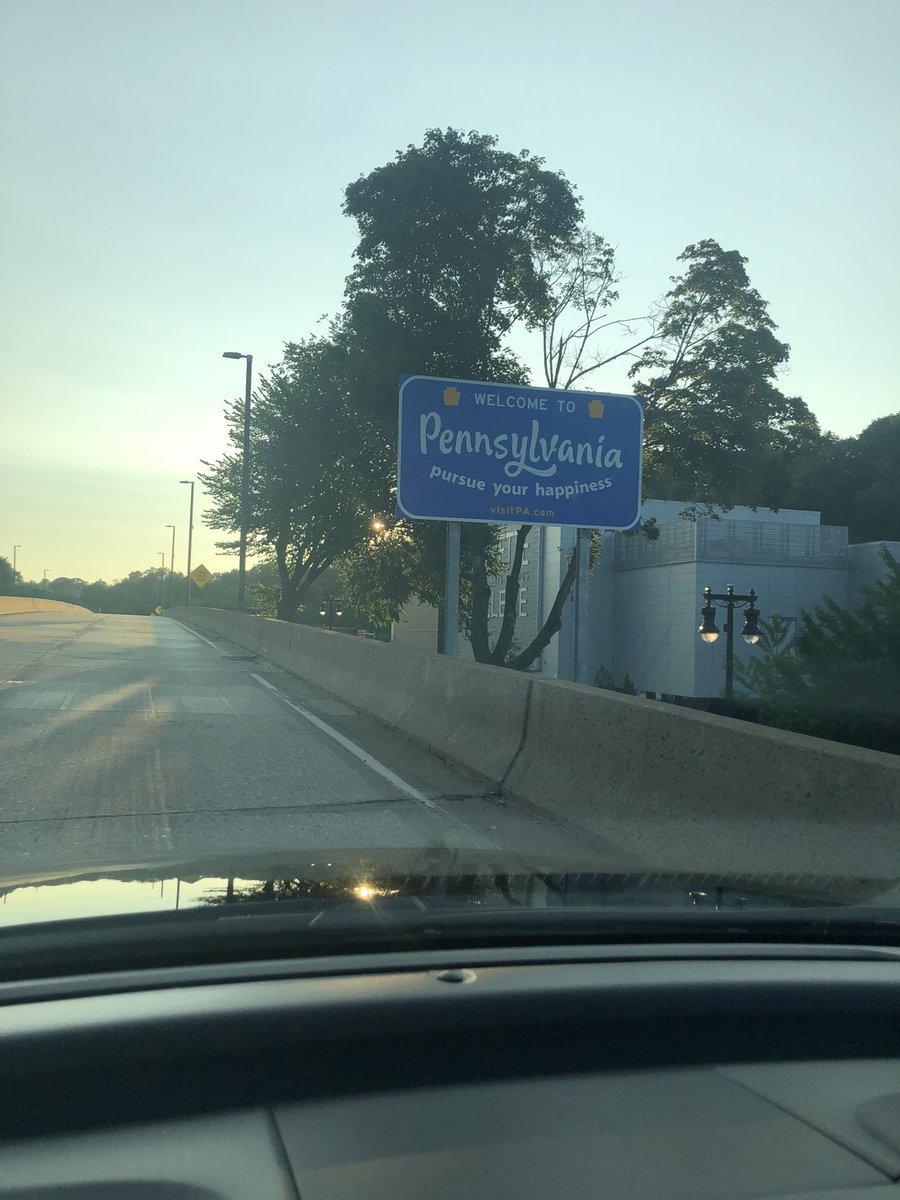 WELCOME TO
Pennsylvania
pursue your happiness
visitPA.com